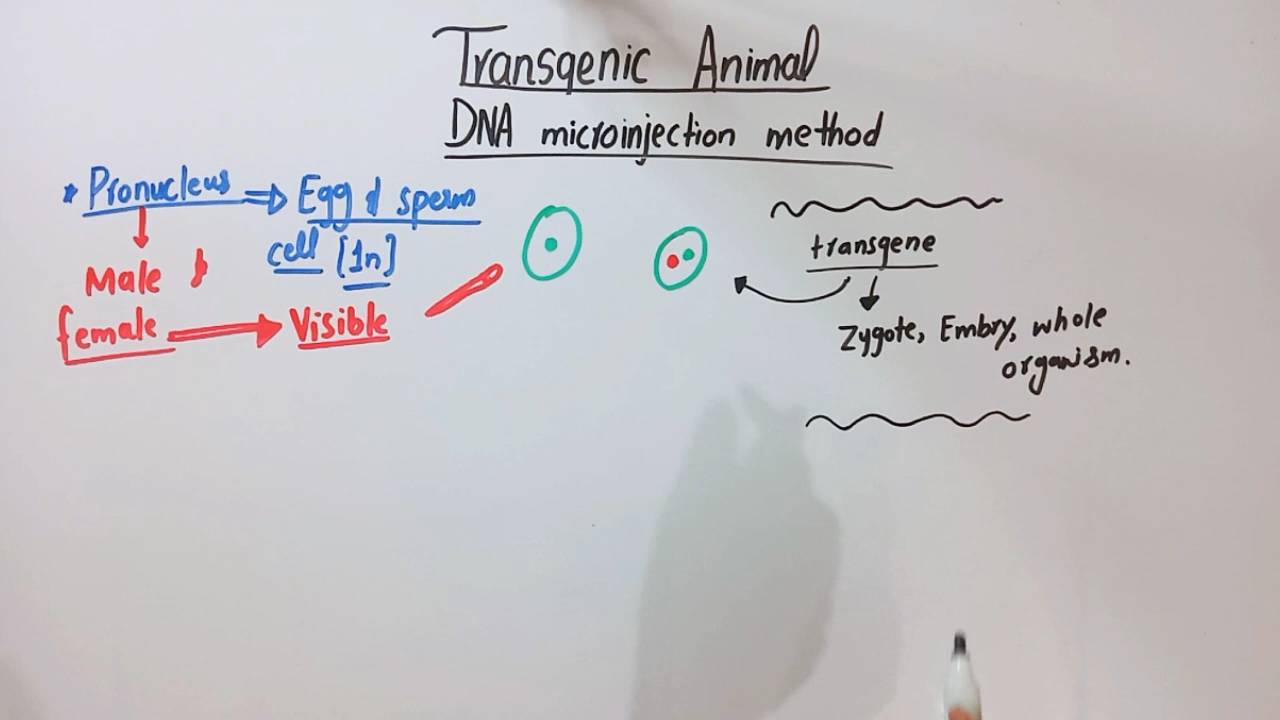 Transgenic Animal
DNA microinjection method
* Pronucleus ⇒ Egg & sperm
cell [1n]
Male &
female → Visible
transgene
Zygote, Embry, whole
organism.